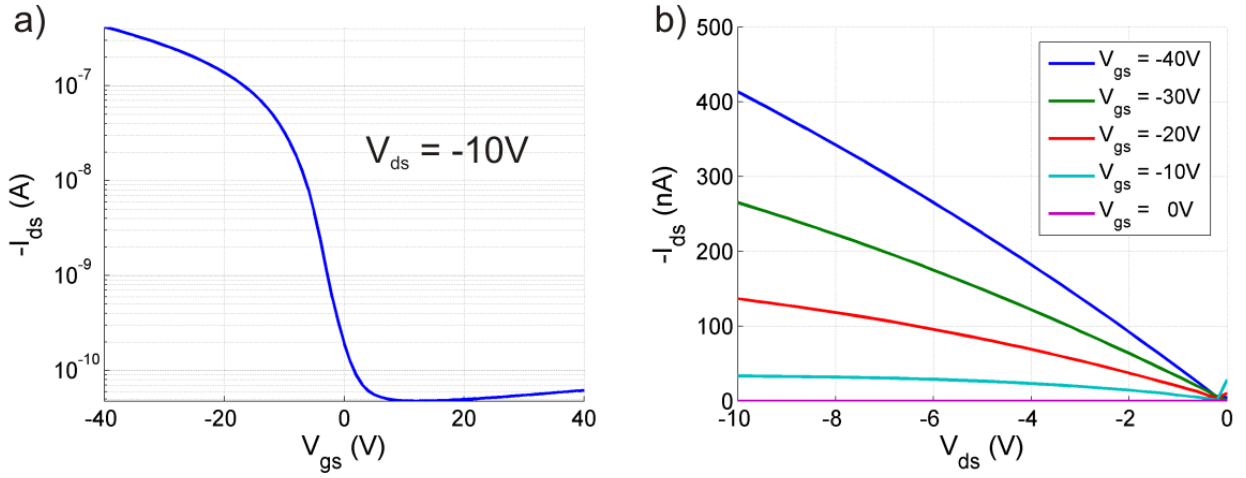 a)
-I_ds (A)
10^-7
10^-8
10^-9
10^-10
V_ds = -10V
-40
-20
0
20
40
V_gs (V)
b)
-I_ds (nA)
500
400
300
200
100
0
V_gs = -40V
V_gs = -30V
V_gs = -20V
V_gs = -10V
V_gs = 0V
-10
-8
-6
-4
-2
0
V_ds (V)